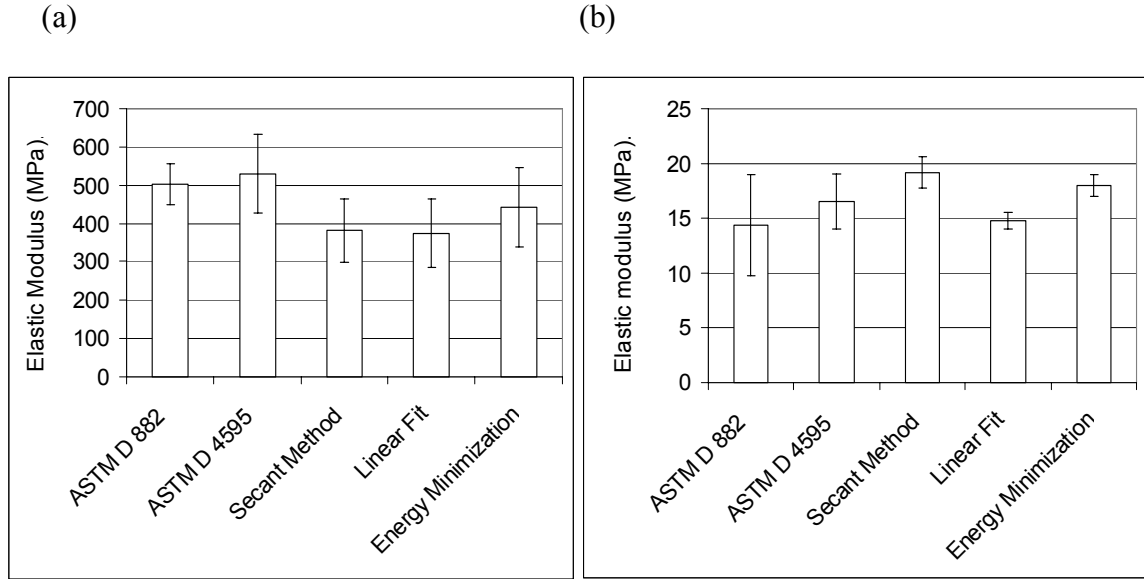 (a)
(b)
Elastic Modulus (MPa).
700
600
500
400
300
200
100
0
ASTM D 882
ASTM D 4595
Secant Method
Linear Fit
Energy Minimization
Elastic modulus (MPa).
25
20
15
10
5
0
ASTM D 882
ASTM D 4595
Secant Method
Linear Fit
Energy Minimization